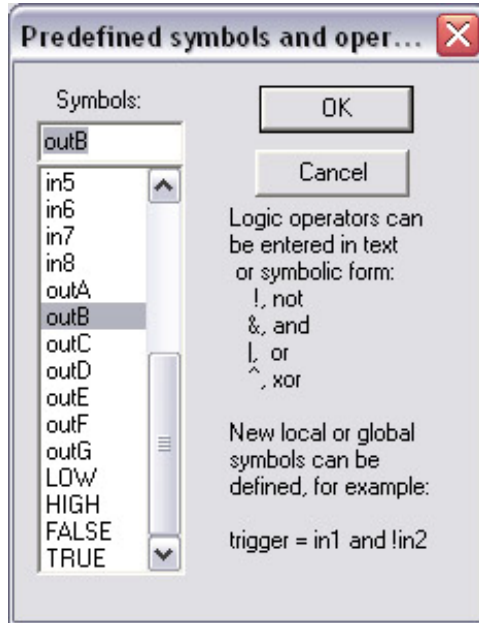 Predefined symbols and oper...
Symbols:
outB
in5
in6
in7
in8
outA
outB
outC
outD
outE
outF
outG
LOW
HIGH
FALSE
TRUE
OK
Cancel
Logic operators can
be entered in text
or symbolic form:
!, not
&, and
|, or
^, xor
New local or global
symbols can be
defined, for example:
trigger = in1 and !in2